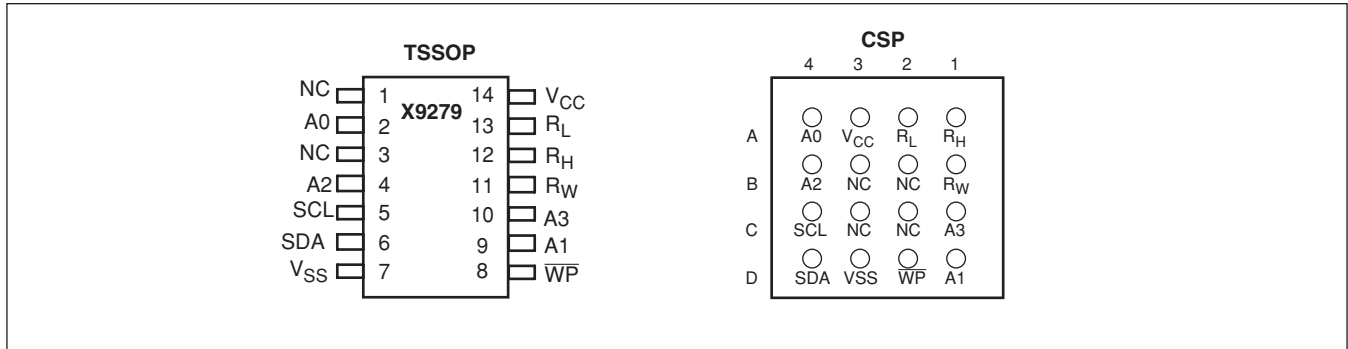 TSSOP
NC 1 X9279 14 VCC
A0 2 13 RL
NC 3 12 RH
A2 4 11 RW
SCL 5 10 A3
SDA 6 9 A1
VSS 7 8 WP
CSP
4 3 2 1
A A0 VCC RL RH
B A2 NC NC RW
C SCL NC NC A3
D SDA VSS WP A1